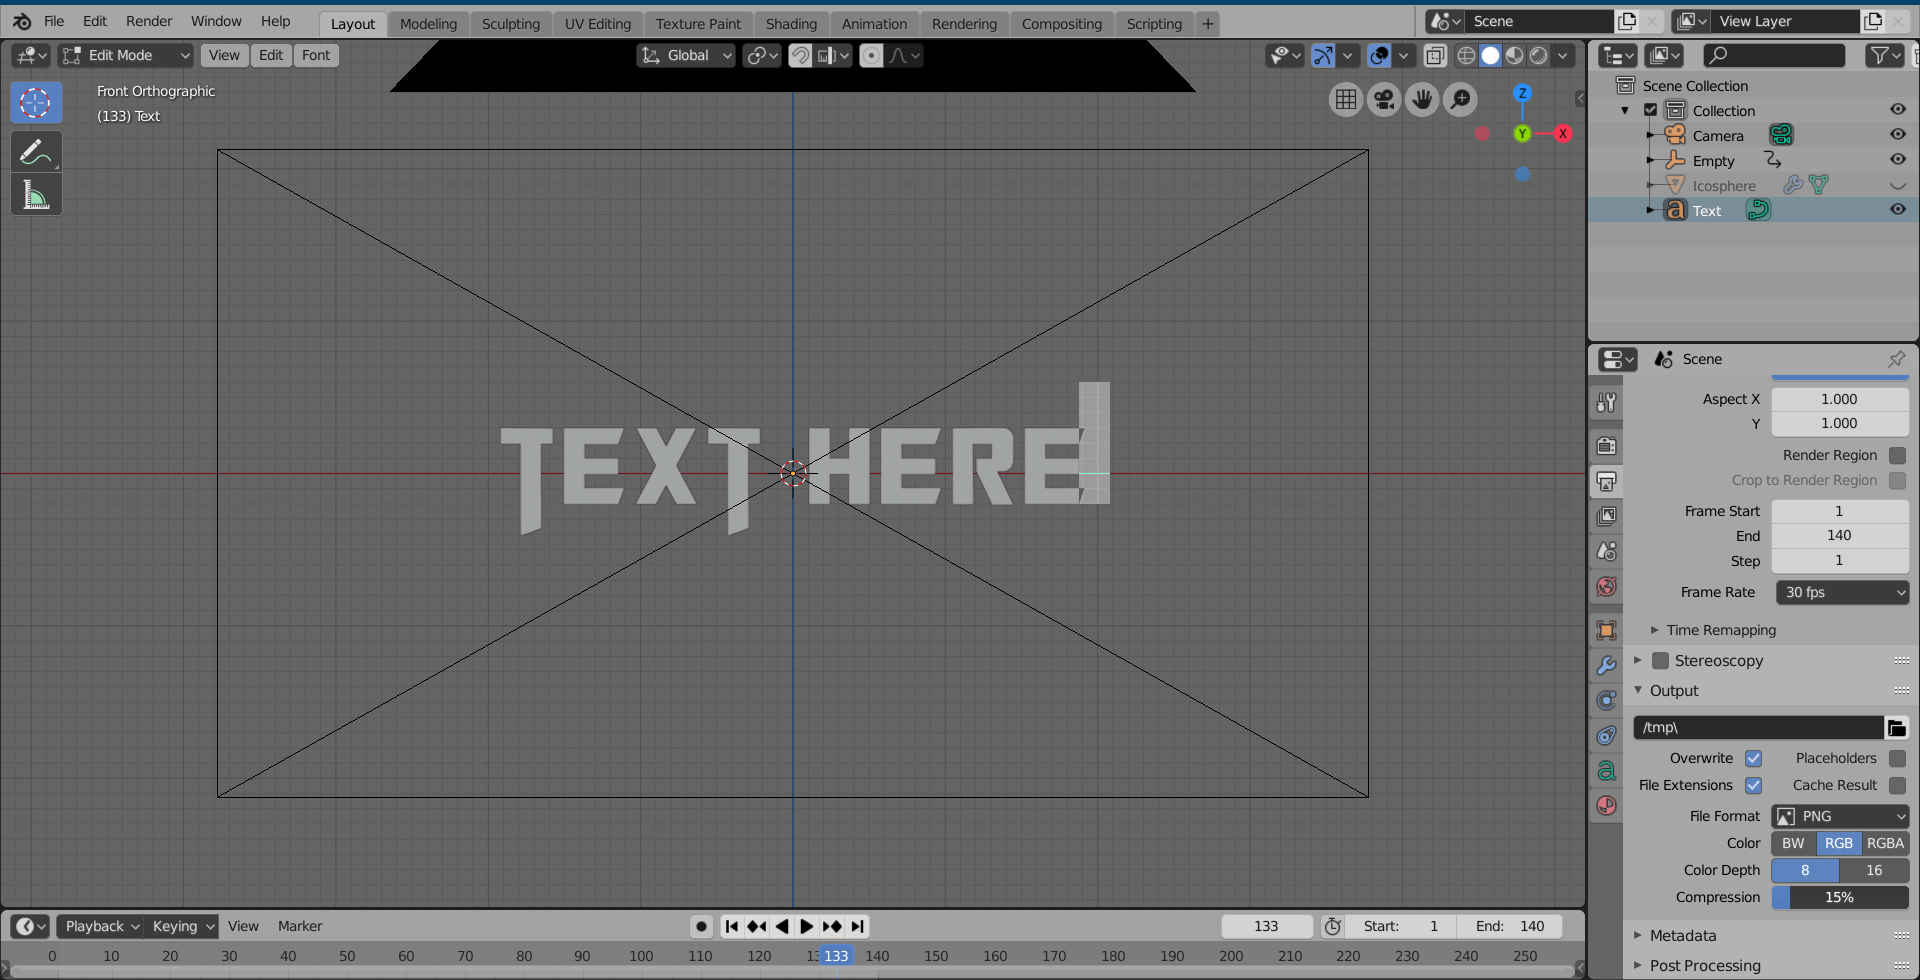 File Edit Render Window Help Layout Modeling Sculpting UV Editing Texture Paint Shading Animation Rendering Compositing Scripting + Scene View Layer
Edit Mode View Edit Font Global
Front Orthographic
(133) Text
Z
Y X
TEXT HERE
Scene Collection
Collection
Camera
Empty
Icosphere
a Text
Scene
Aspect X 1.000
Y 1.000
Render Region
Crop to Render Region
Frame Start 1
End 140
Step 1
Frame Rate 30 fps
Time Remapping
Stereoscopy
Output
/tmp\
Overwrite Placeholders
File Extensions Cache Result
File Format PNG
Color BW RGB RGBA
Color Depth 8 16
Compression 15%
Metadata
Post Processing
Playback Keying View Marker 133 Start: 1 End: 140
0 10 20 30 40 50 60 70 80 90 100 110 120 133 140 150 160 170 180 190 200 210 220 230 240 250